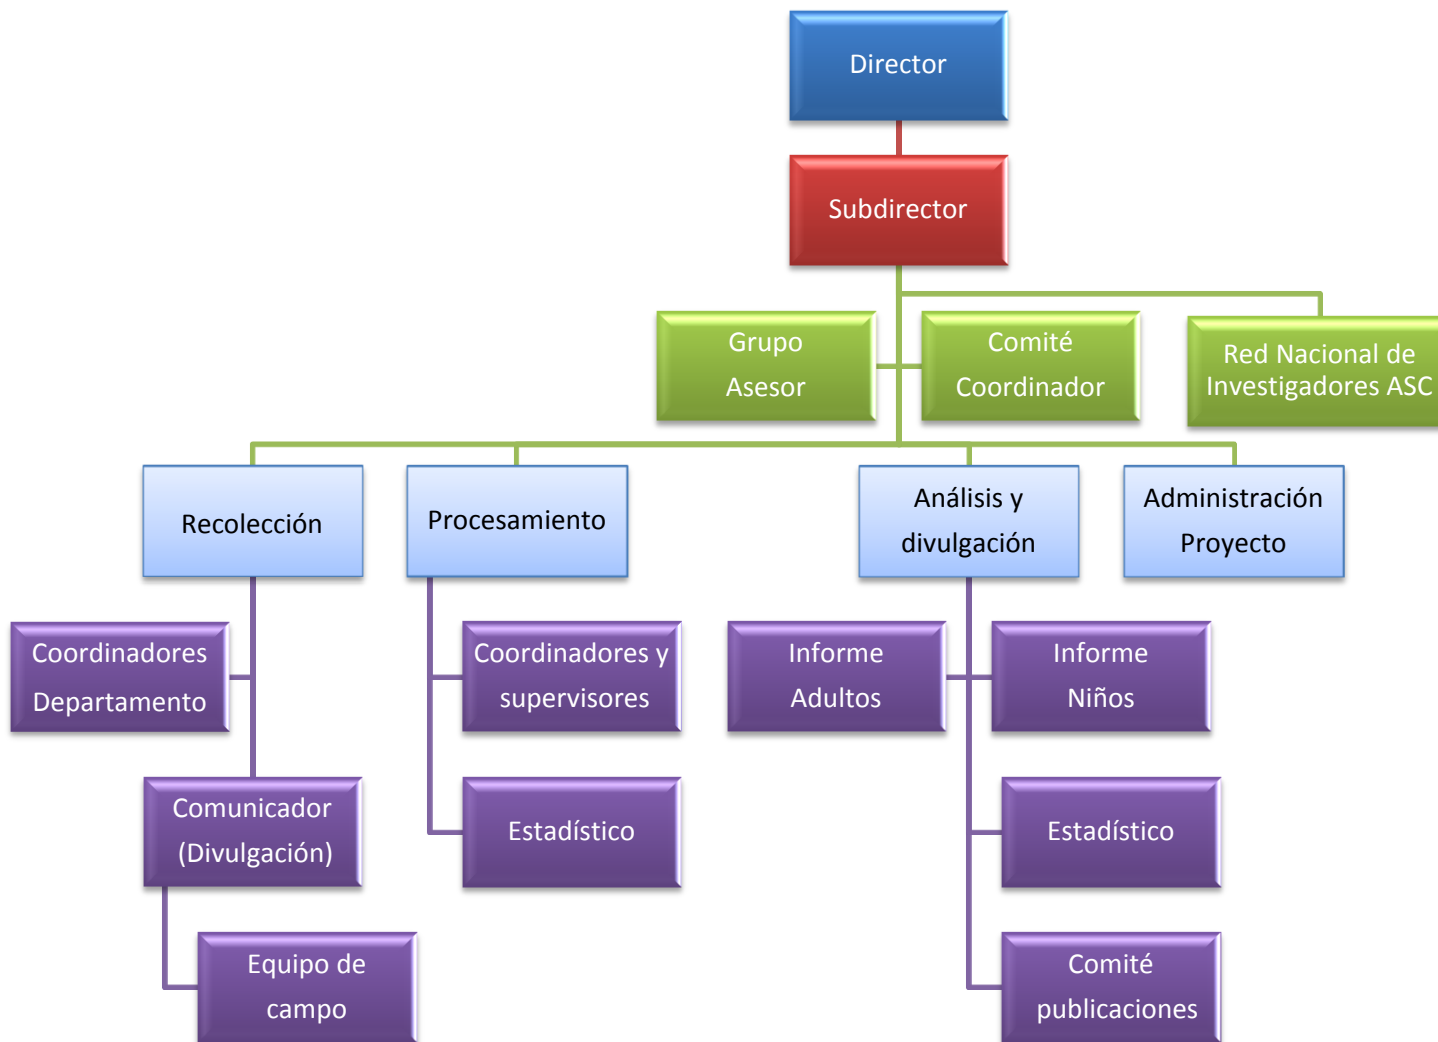 Director
Subdirector
Grupo
Asesor
Comité
Coordinador
Red Nacional de
Investigadores ASC
Recolección
Procesamiento
Análisis y
divulgación
Administración
Proyecto
Coordinadores
Departamento
Coordinadores y
supervisores
Informe
Adultos
Informe
Niños
Comunicador
(Divulgación)
Estadístico
Estadístico
Equipo de
campo
Comité
publicaciones